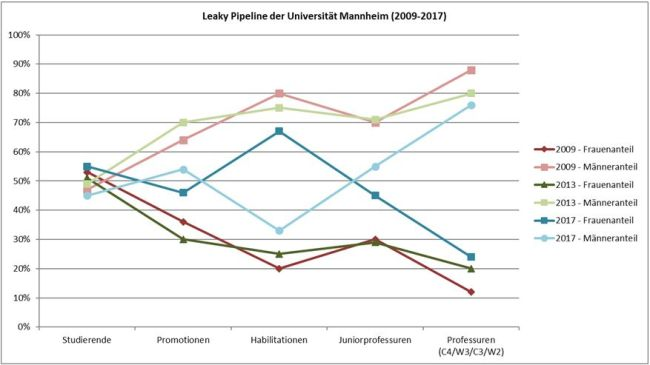 Leaky Pipeline der Universität Mannheim (2009-2017)
100%
90%
80%
70%
60%
50%
40%
30%
20%
10%
0%
Studierende
Promotionen
Habilitationen
Juniorprofessuren
Professuren
(C4/W3/C3/W2)
2009 - Frauenanteil
2009 - Männeranteil
2013 - Frauenanteil
2013 - Männeranteil
2017 - Frauenanteil
2017 - Männeranteil